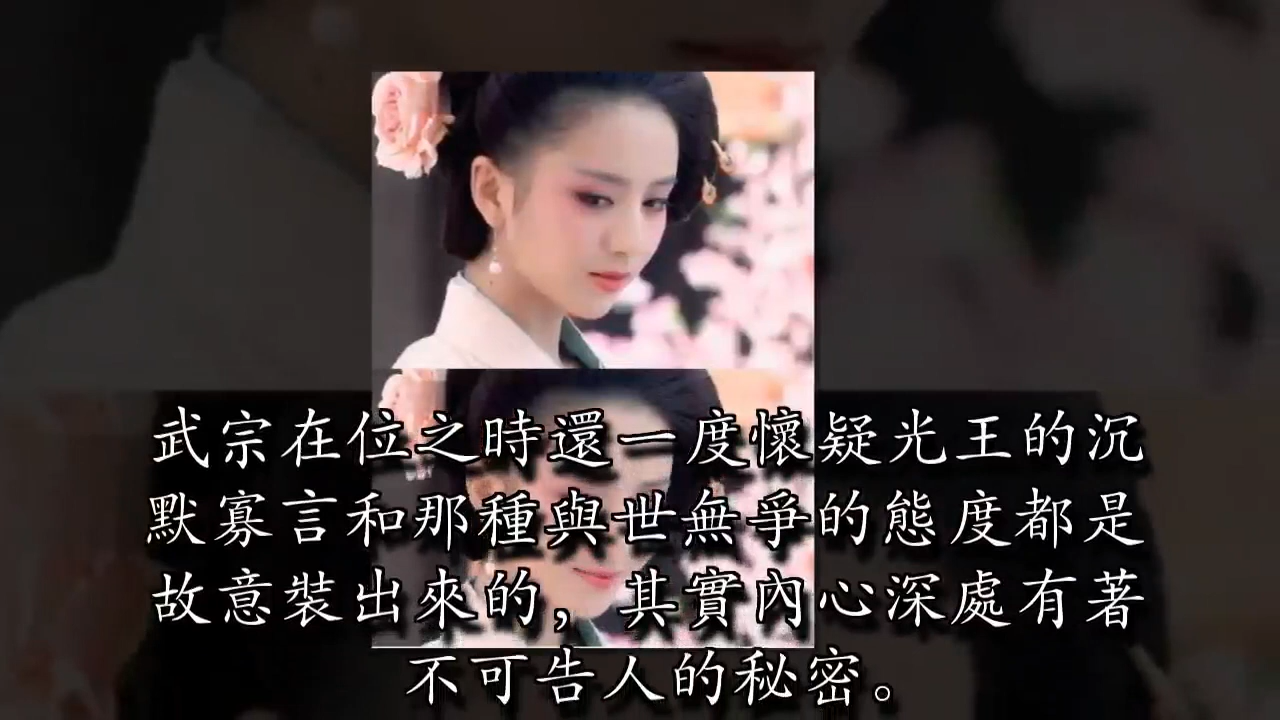 武宗在位之時還一度懷疑光王的沉
默寡言和那種與世無爭的態度都是
故意裝出來的，其實內心深處有著
不可告人的秘密。